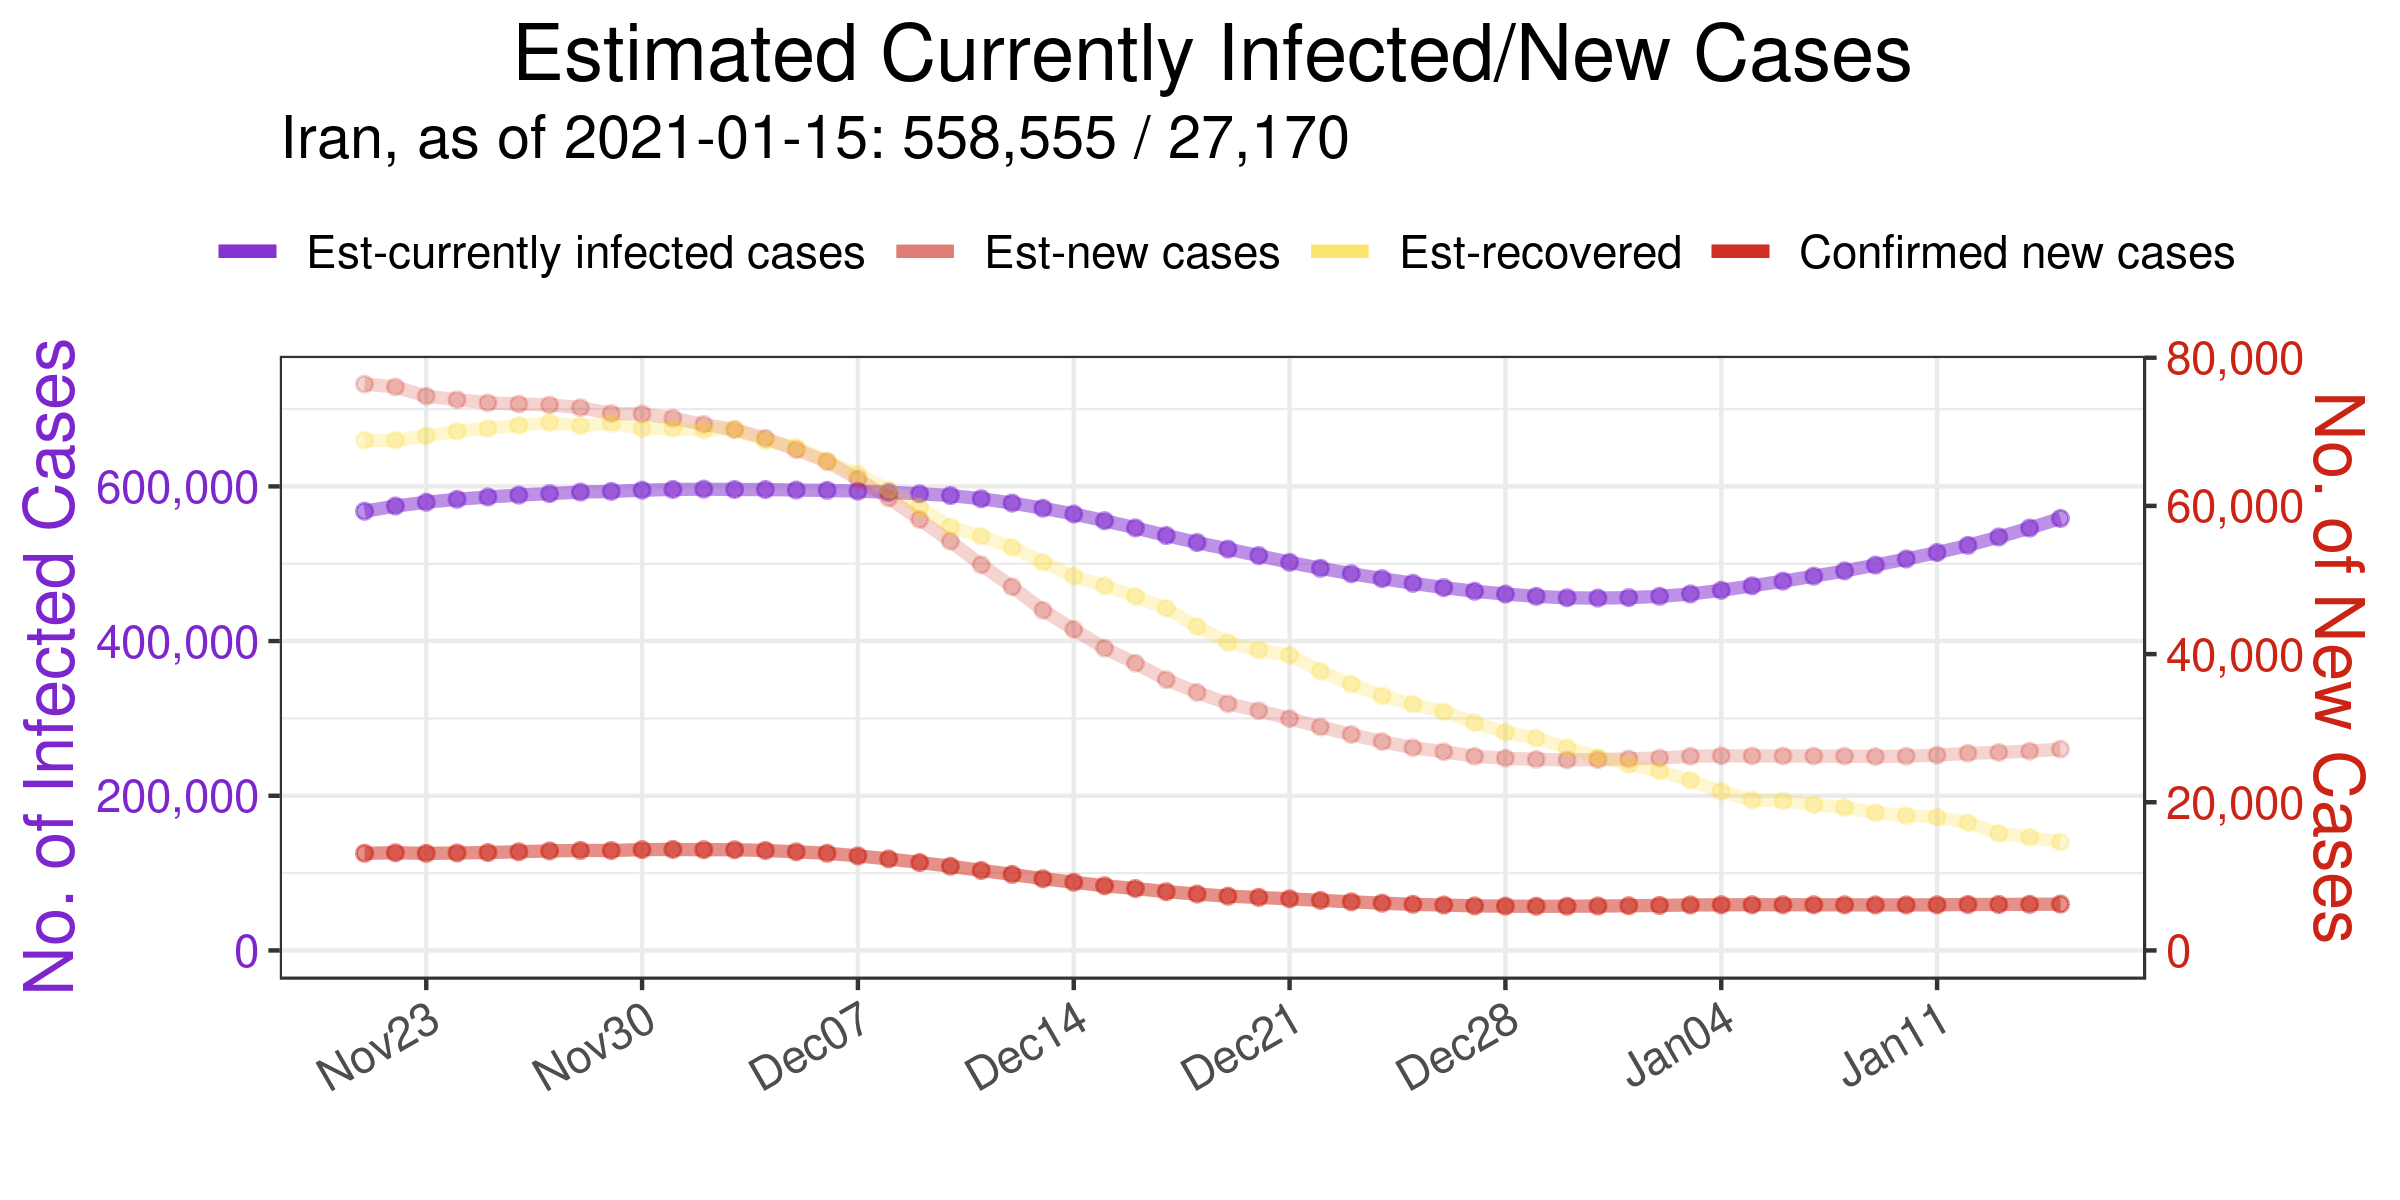 Estimated Currently Infected/New Cases
Iran, as of 2021-01-15: 558,555 / 27,170
Est-currently infected cases Est-new cases Est-recovered Confirmed new cases
No. of Infected Cases
600,000
400,000
200,000
0
80,000
60,000
40,000
20,000
0
No. of New Cases
Nov23 Nov30 Dec07 Dec14 Dec21 Dec28 Jan04 Jan11